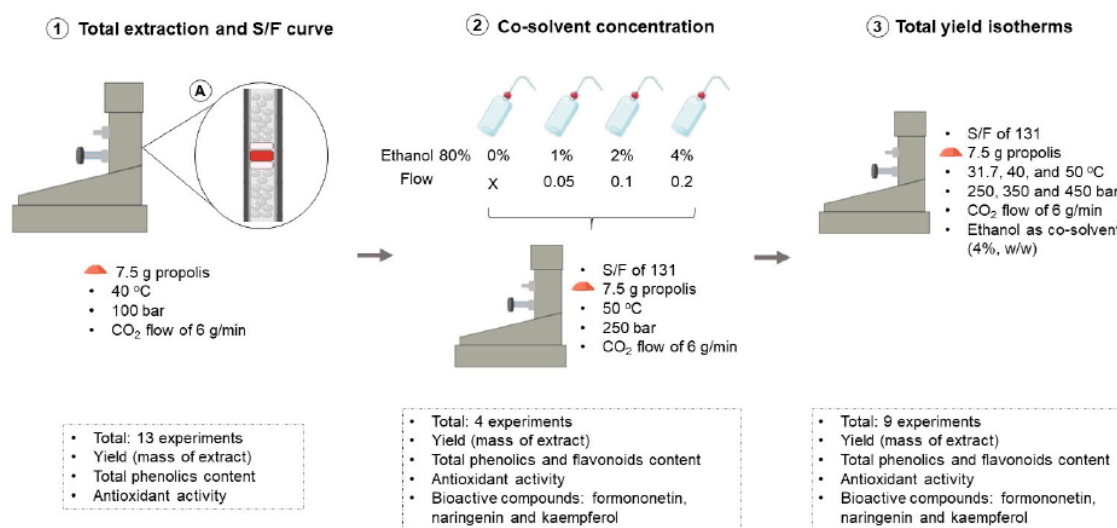 1 Total extraction and S/F curve
A
7.5 g propolis
• 40 °C
• 100 bar
• CO₂ flow of 6 g/min
• Total: 13 experiments
• Yield (mass of extract)
• Total phenolics content
• Antioxidant activity
2 Co-solvent concentration
Ethanol 80% 0% 1% 2% 4%
Flow X 0.05 0.1 0.2
• S/F of 131
7.5 g propolis
• 50 °C
• 250 bar
• CO₂ flow of 6 g/min
• Total: 4 experiments
• Yield (mass of extract)
• Total phenolics and flavonoids content
• Antioxidant activity
• Bioactive compounds: formononetin,
naringenin and kaempferol
3 Total yield isotherms
• S/F of 131
7.5 g propolis
• 31.7, 40, and 50 °C
• 250, 350 and 450 bar
• CO₂ flow of 6 g/min
• Ethanol as co-solvent
(4%, w/w)
• Total: 9 experiments
• Yield (mass of extract)
• Total phenolics and flavonoids content
• Antioxidant activity
• Bioactive compounds: formononetin,
naringenin and kaempferol